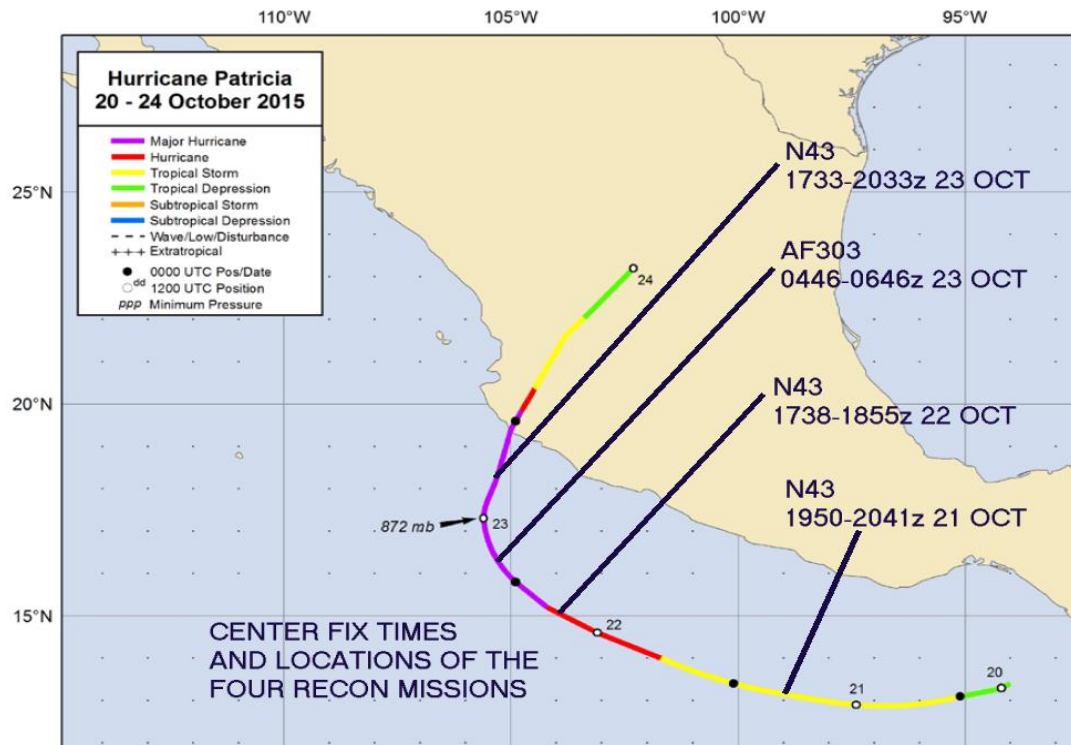 110°W
105°W
100°W
95°W
Hurricane Patricia
20 - 24 October 2015
Major Hurricane
Hurricane
Tropical Storm
Tropical Depression
Subtropical Storm
Subtropical Depression
Wave/Low/Disturbance
+++ Extratropical
0000 UTC Pos/Date
dd 1200 UTC Position
ppp Minimum Pressure
N43
1733-2033z 23 OCT
25°N
AF303
0446-0646z 23 OCT
24
20°N
N43
1738-1855z 22 OCT
N43
1950-2041z 21 OCT
872 mb
23
15°N
22
CENTER FIX TIMES
AND LOCATIONS OF THE
FOUR RECON MISSIONS
21
20